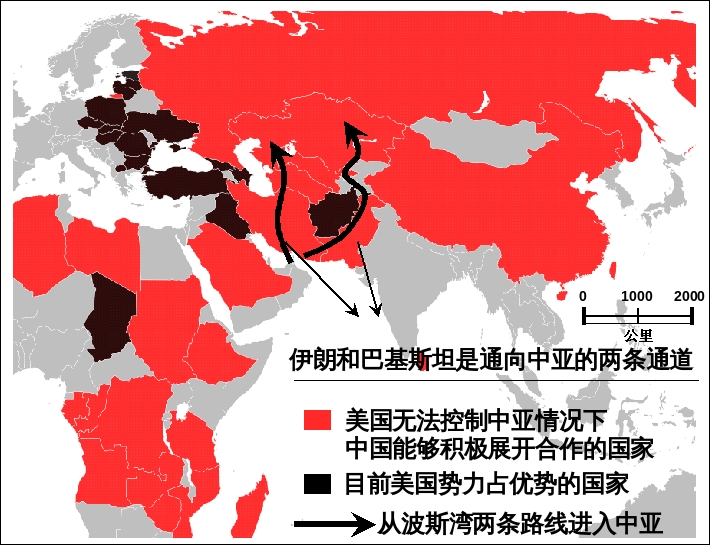 0 1000 2000
公里
伊朗和巴基斯坦是通向中亚的两条通道
美国无法控制中亚情况下
中国能够积极展开合作的国家
目前美国势力占优势的国家
从波斯湾两条路线进入中亚